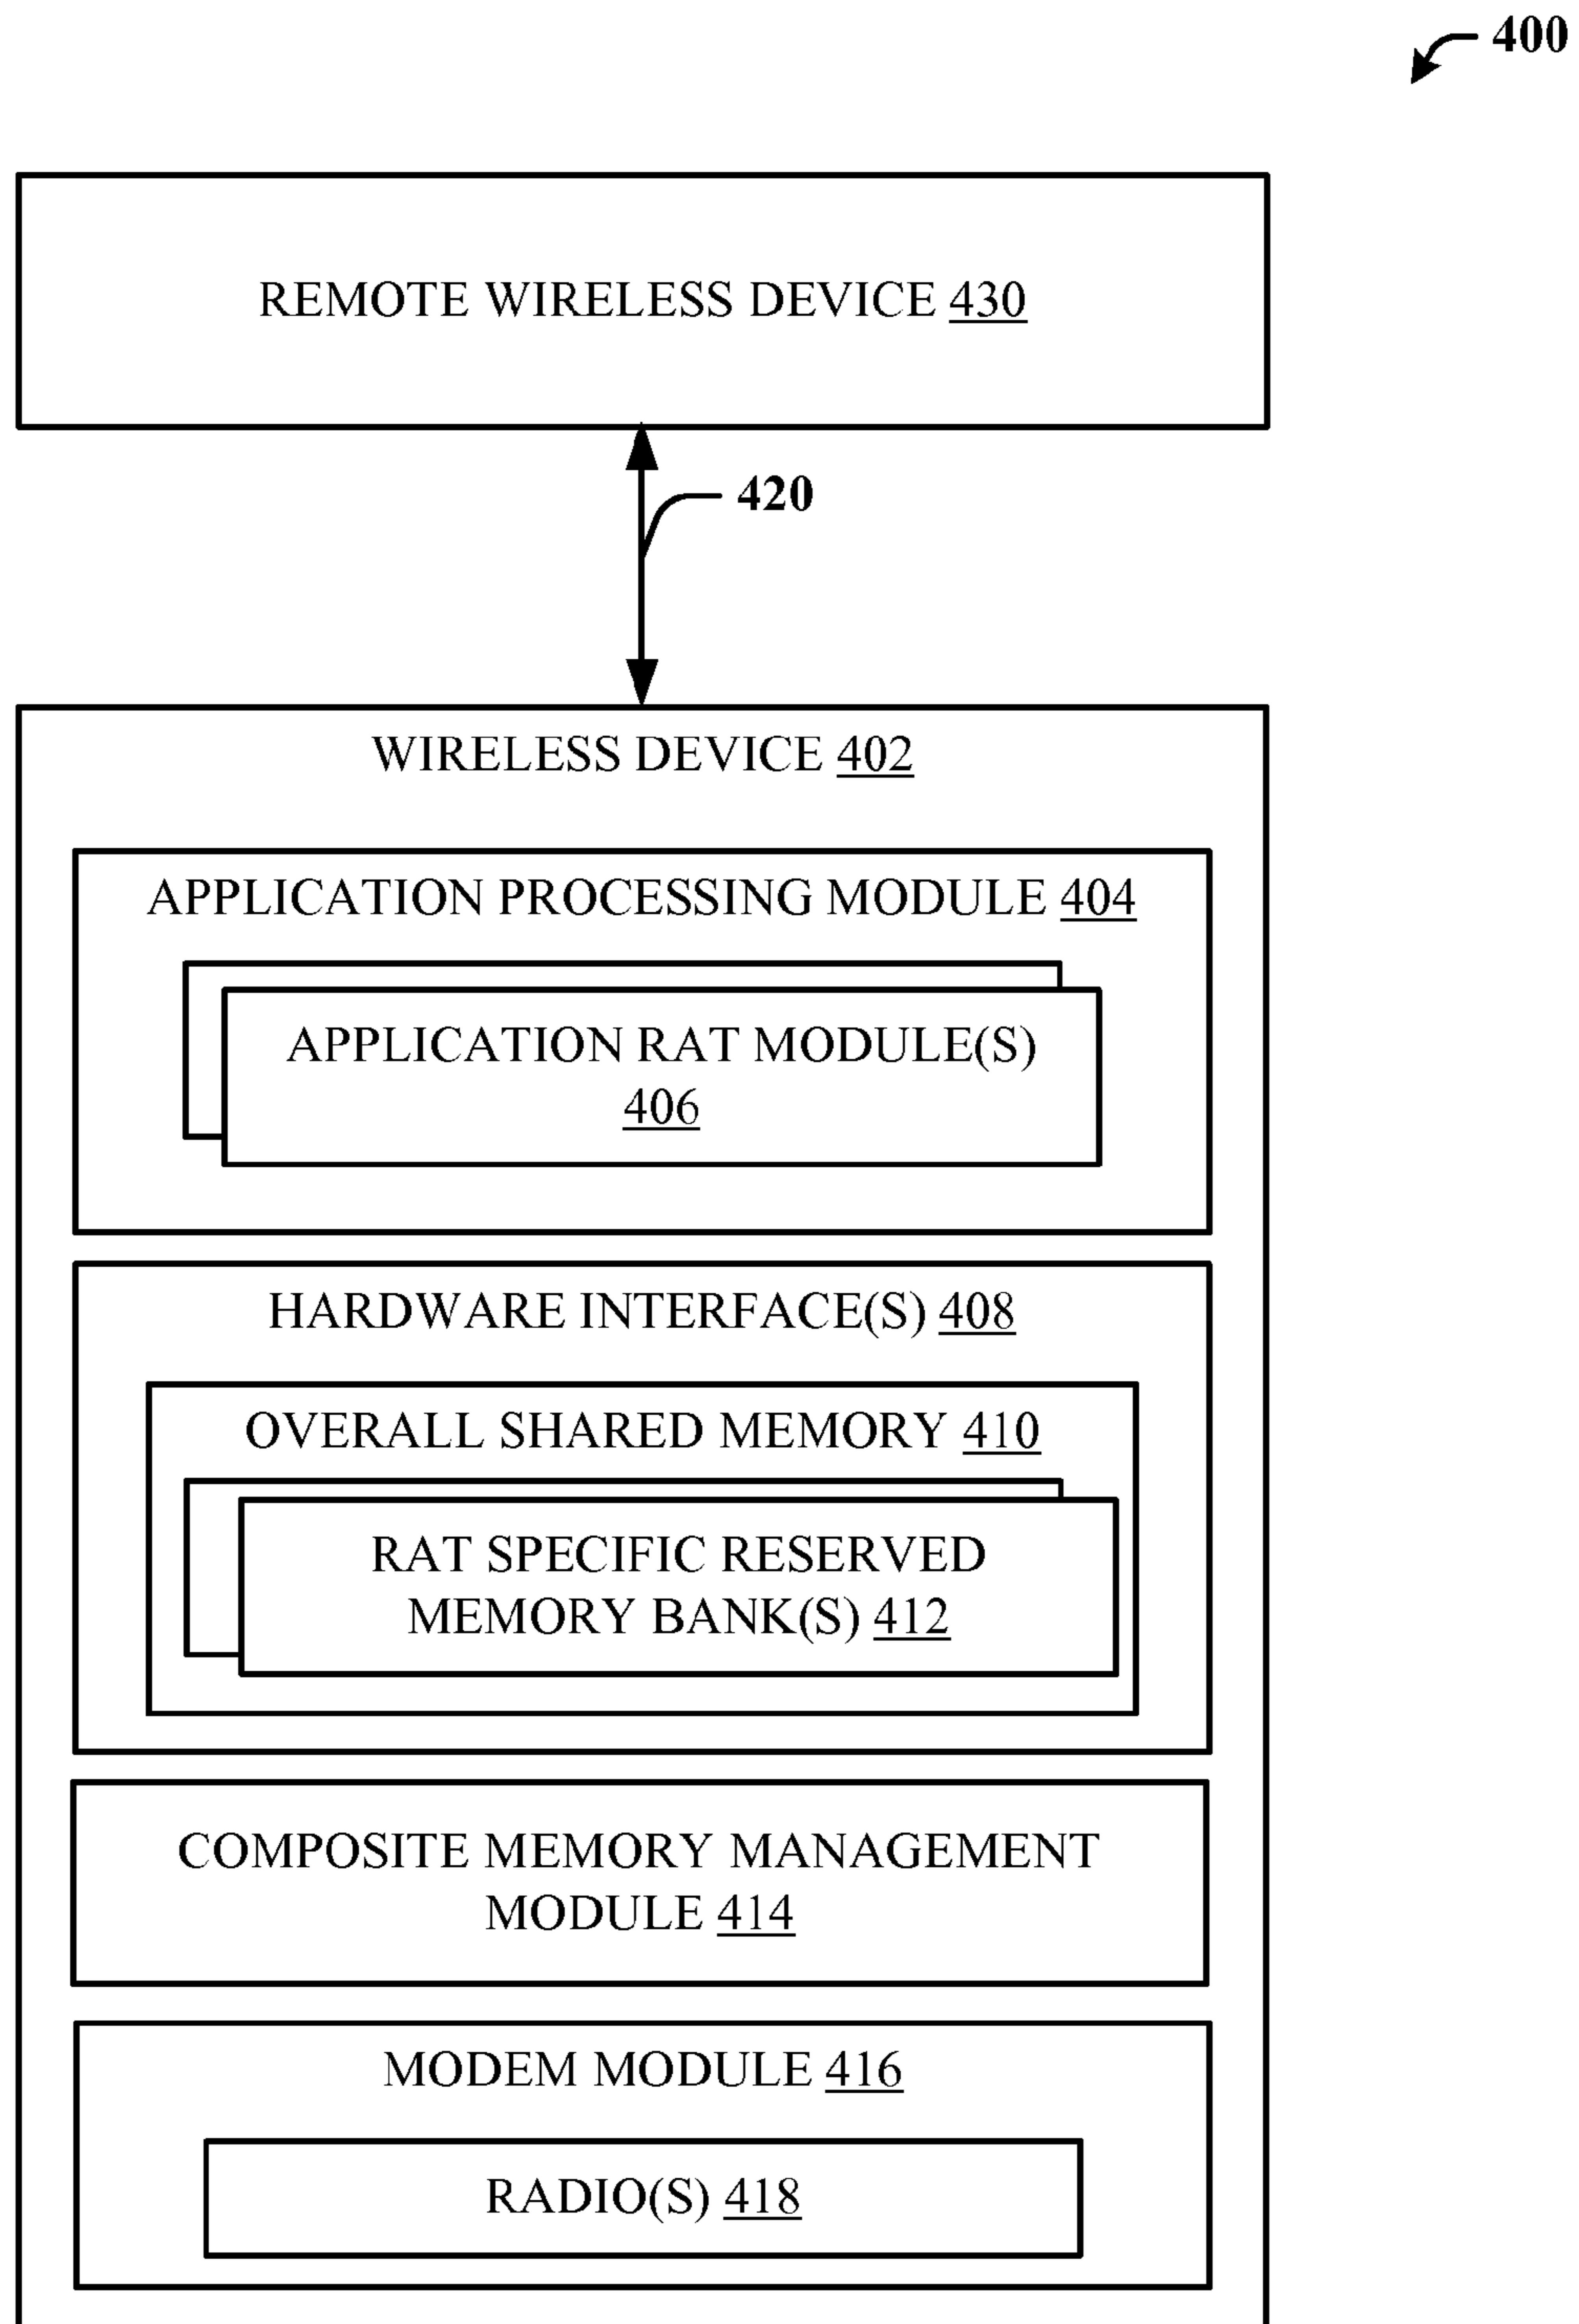 400
REMOTE WIRELESS DEVICE 430
420
WIRELESS DEVICE 402
APPLICATION PROCESSING MODULE 404
APPLICATION RAT MODULE(S)
406
HARDWARE INTERFACE(S) 408
OVERALL SHARED MEMORY 410
RAT SPECIFIC RESERVED
MEMORY BANK(S) 412
COMPOSITE MEMORY MANAGEMENT
MODULE 414
MODEM MODULE 416
RADIO(S) 418